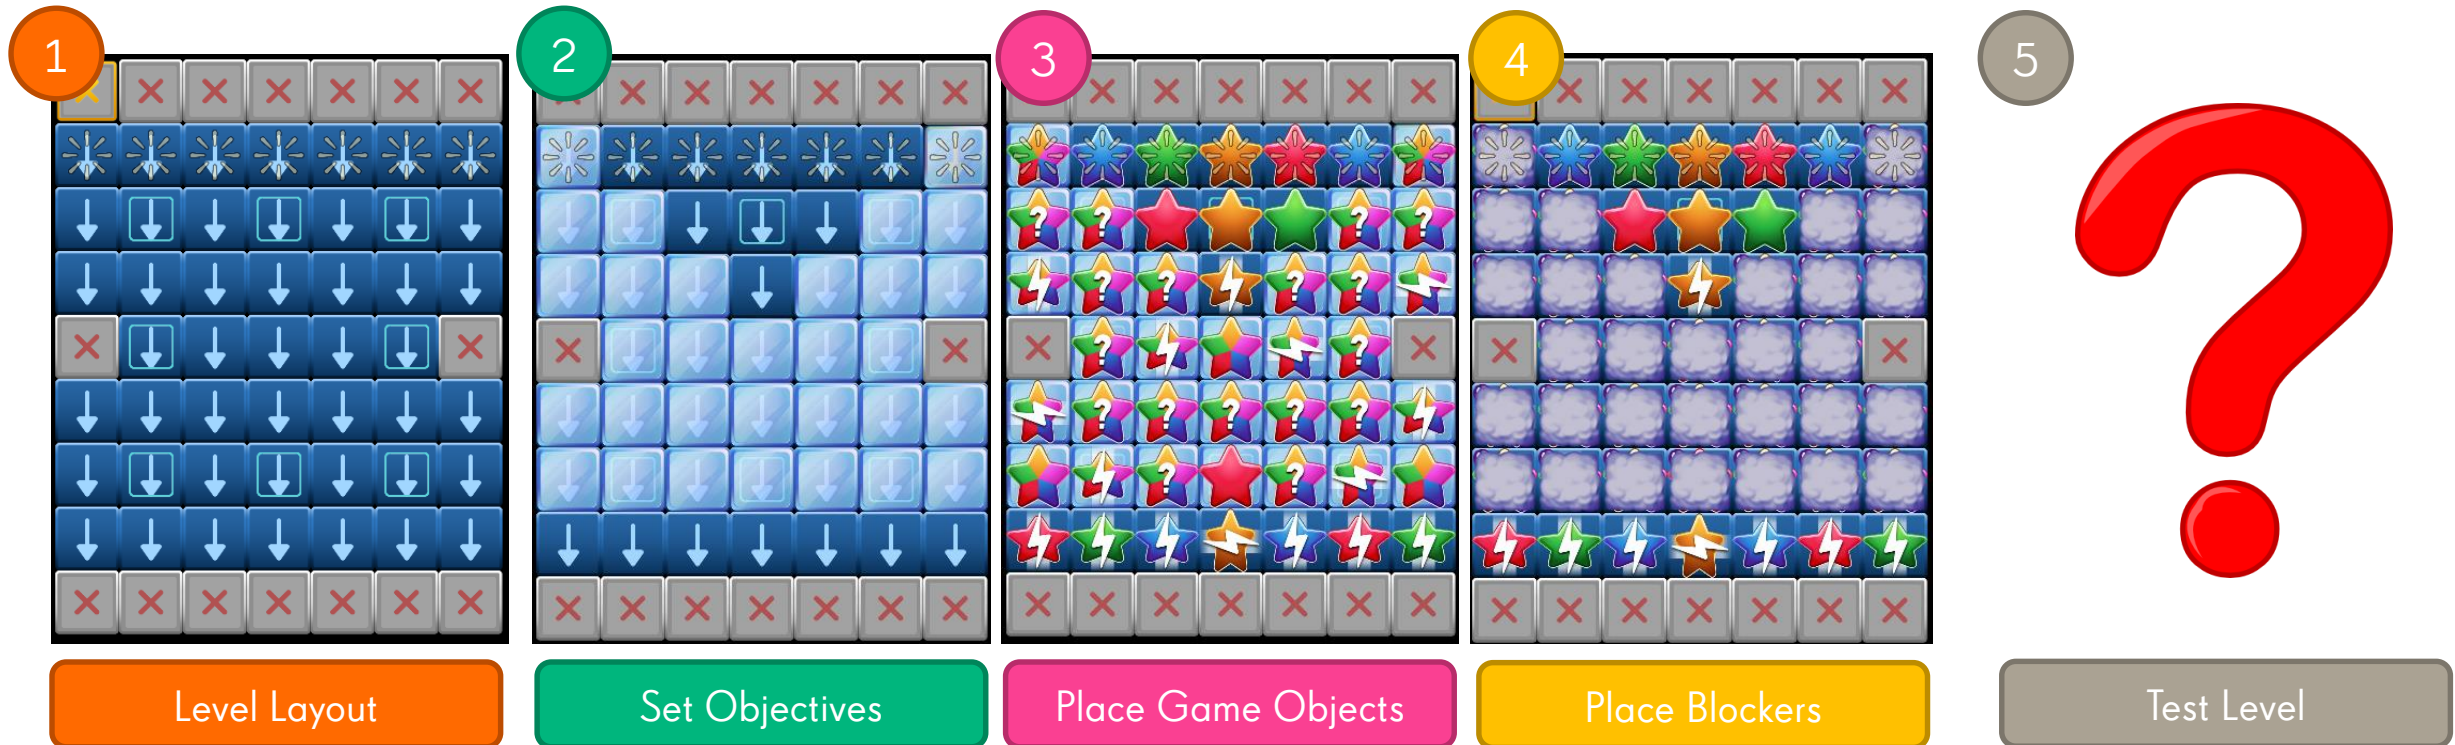 1
2
3
4
5
Level Layout
Set Objectives
Place Game Objects
Place Blockers
Test Level